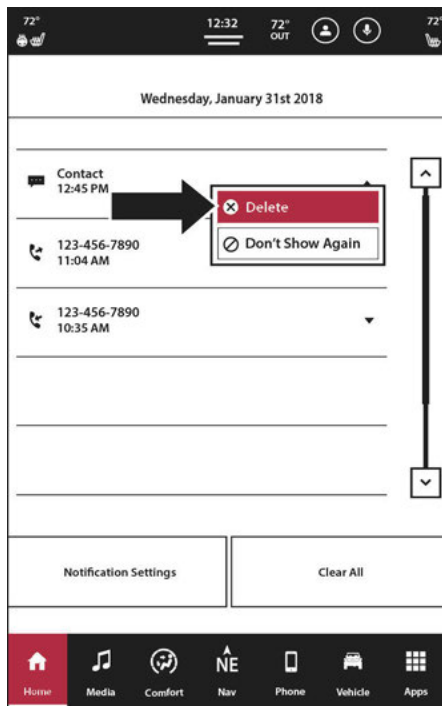 72°
12:32
72°
OUT
72°
Wednesday, January 31st 2018
Contact
12:45 PM
Delete
Don't Show Again
123-456-7890
11:04 AM
123-456-7890
10:35 AM
Notification Settings
Clear All
NE
Home
Media
Comfort
Nav
Phone
Vehicle
Apps